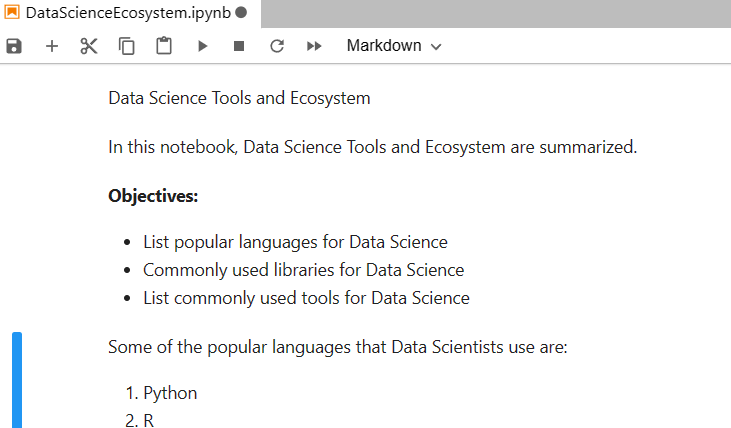 DataScienceEcosystem.ipynb
Markdown
Data Science Tools and Ecosystem
In this notebook, Data Science Tools and Ecosystem are summarized.
Objectives:
• List popular languages for Data Science
• Commonly used libraries for Data Science
• List commonly used tools for Data Science
Some of the popular languages that Data Scientists use are:
1. Python
2. R